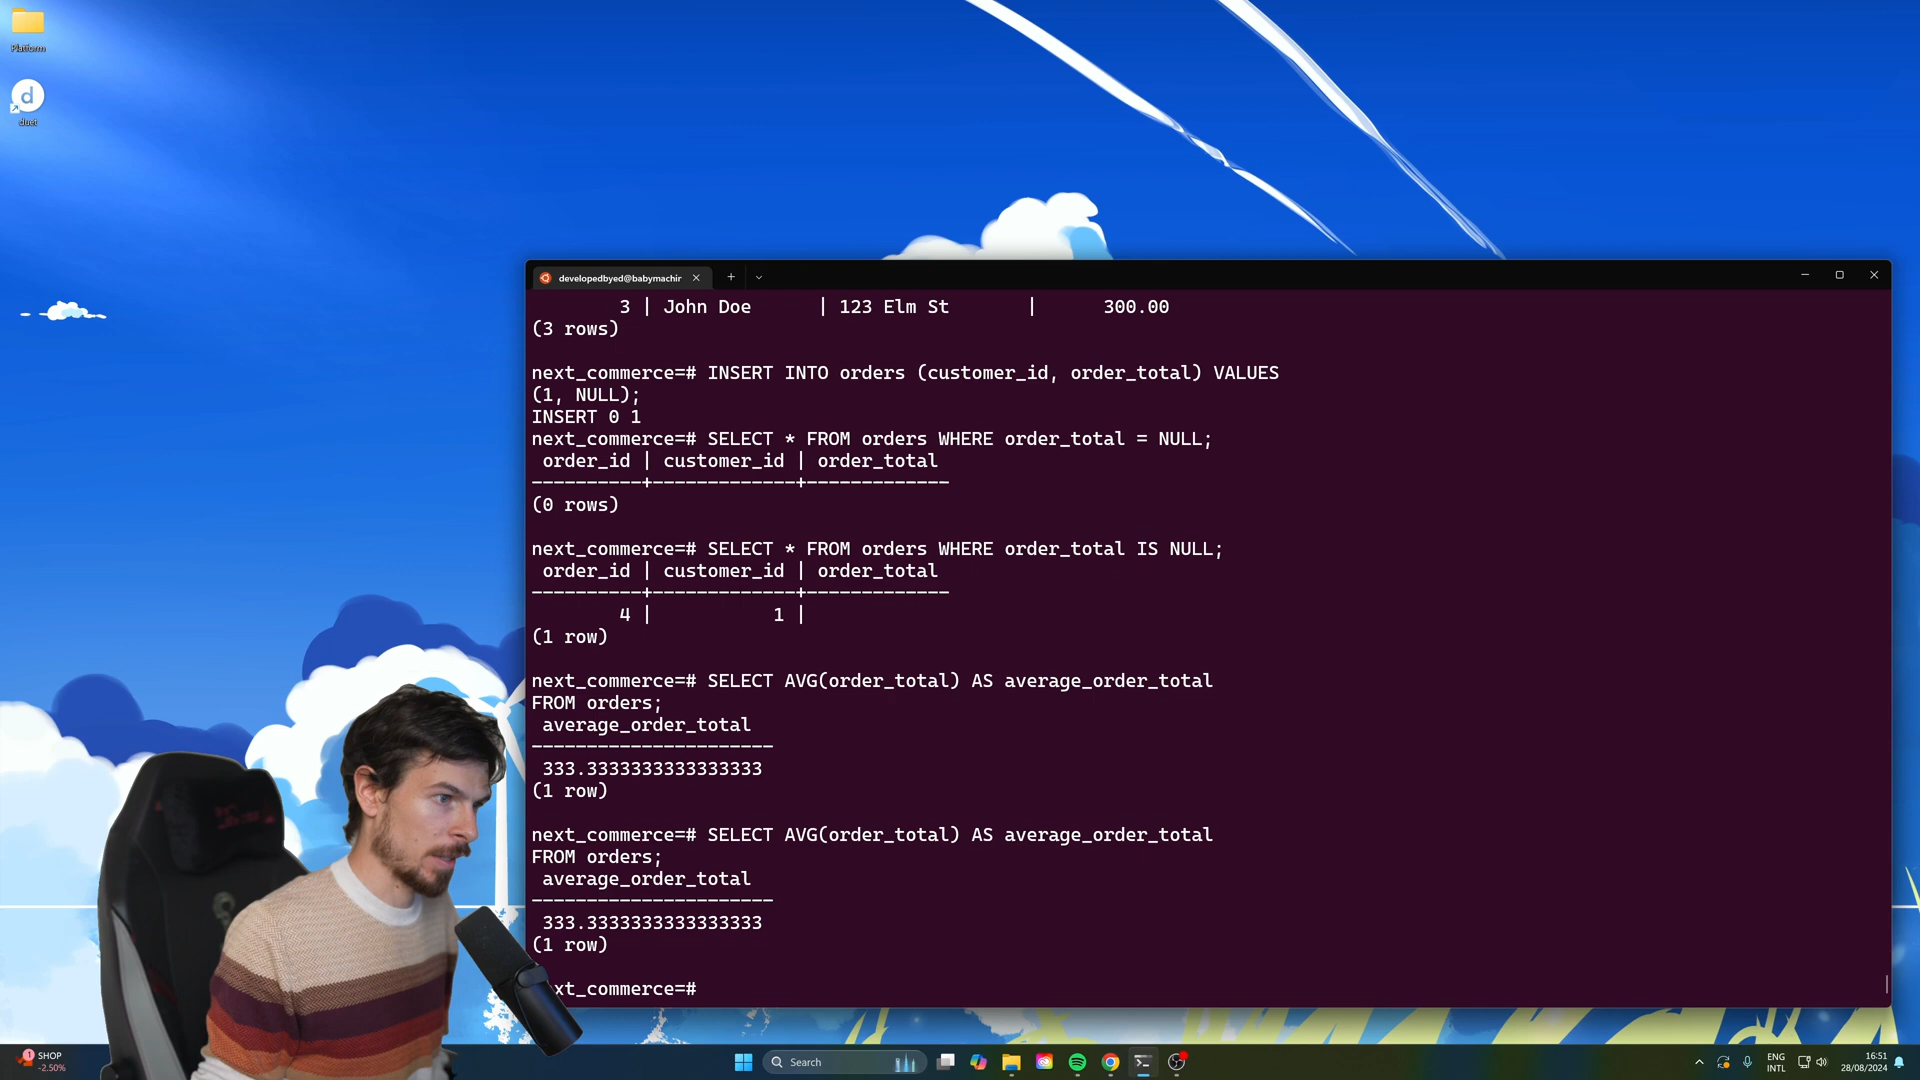 Platform
d
duet
developedbyed@babymachir
3 | John Doe | 123 Elm St | 300.00
(3 rows)
next_commerce=# INSERT INTO orders (customer_id, order_total) VALUES
(1, NULL);
INSERT 0 1
next_commerce=# SELECT * FROM orders WHERE order_total = NULL;
order_id | customer_id | order_total
----------+-------------+-------------
(0 rows)
next_commerce=# SELECT * FROM orders WHERE order_total IS NULL;
order_id | customer_id | order_total
----------+-------------+-------------
4 | 1 |
(1 row)
next_commerce=# SELECT AVG(order_total) AS average_order_total
FROM orders;
average_order_total
----------------------
333.3333333333333333
(1 row)
next_commerce=# SELECT AVG(order_total) AS average_order_total
FROM orders;
average_order_total
----------------------
333.3333333333333333
(1 row)
xt_commerce=#
1 SHOP
-2.50%
Search
ENG
INTL
16:51
28/08/2024